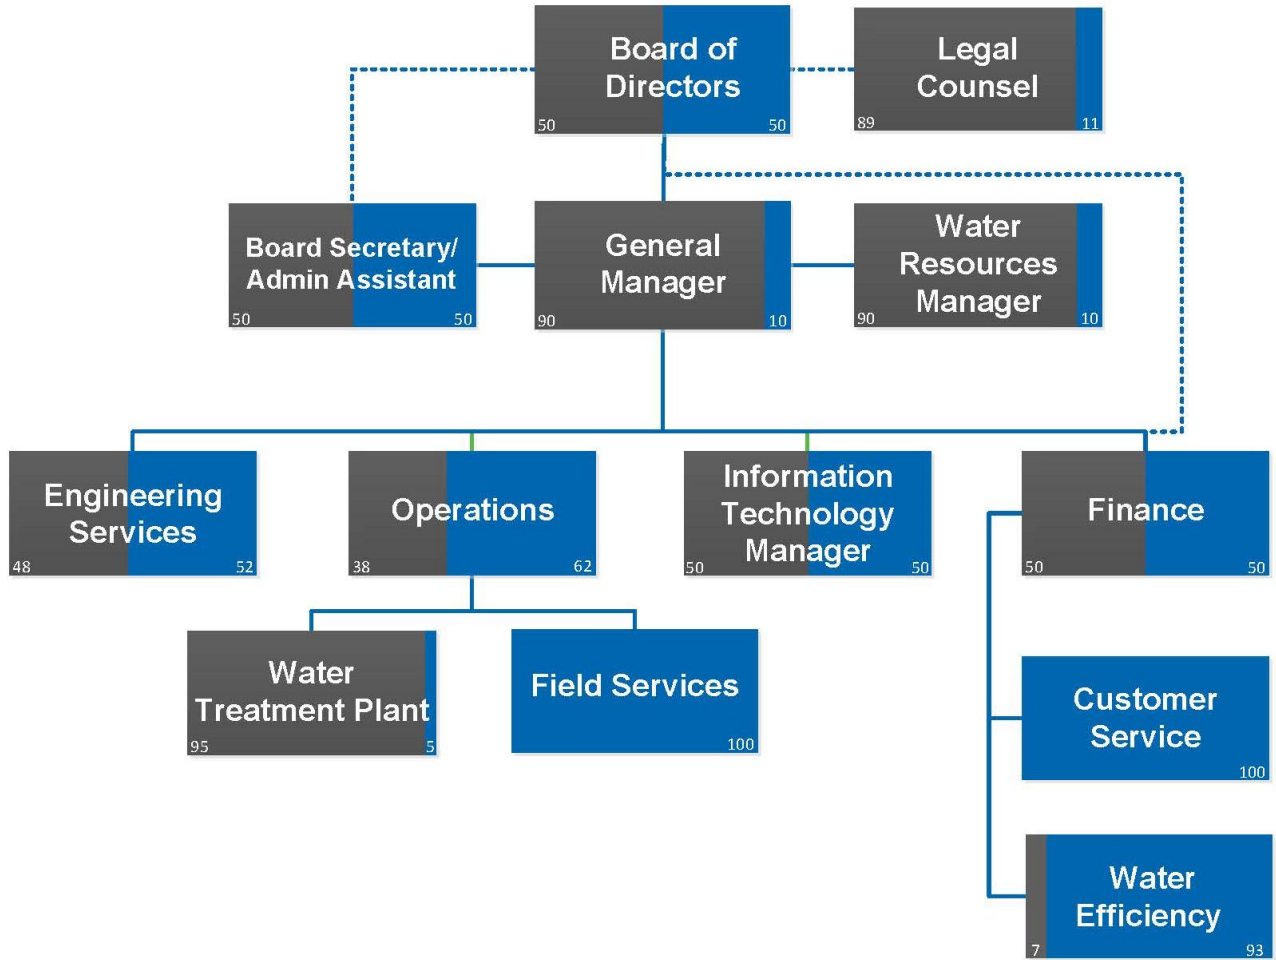 Board of
Directors
50 50
Legal
Counsel
89 11
Board Secretary/
Admin Assistant
50 50
General
Manager
90 10
Water
Resources
Manager
90 10
Engineering
Services
48 52
Operations
38 62
Information
Technology
Manager
50 50
Finance
50 50
Water
Treatment Plant
95 5
Field Services
100
Customer
Service
100
Water
Efficiency
7 93